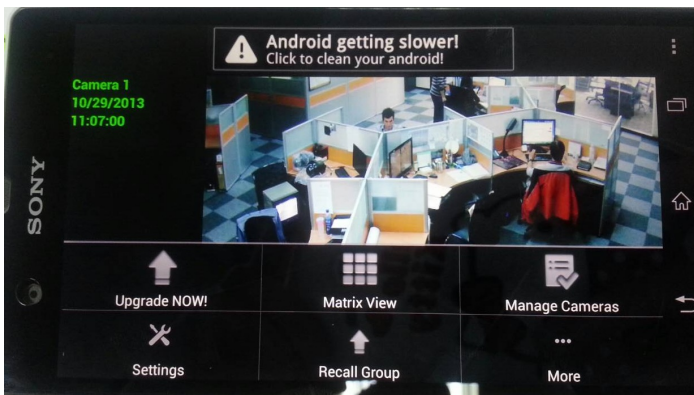 Android getting slower!
Click to clean your android!
Camera 1
10/29/2013
11:07:00
SONY
Upgrade NOW!
Matrix View
Manage Cameras
Settings
Recall Group
More